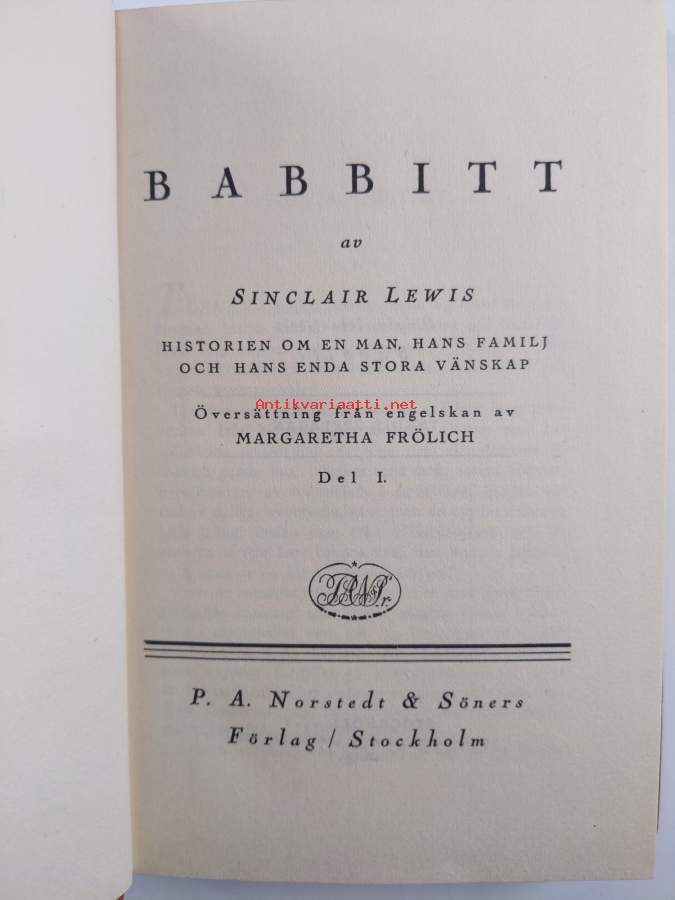 BABBITT
av
SINCLAIR LEWIS
HISTORIEN OM EN MAN, HANS FAMILJ
OCH HANS ENDA STORA VÄNSKAP
Antikvariaatti.net
Översättning från engelskan av
MARGARETHA FRÖLICH
Del I.
P. A. Norstedt & Söners
Förlag / Stockholm